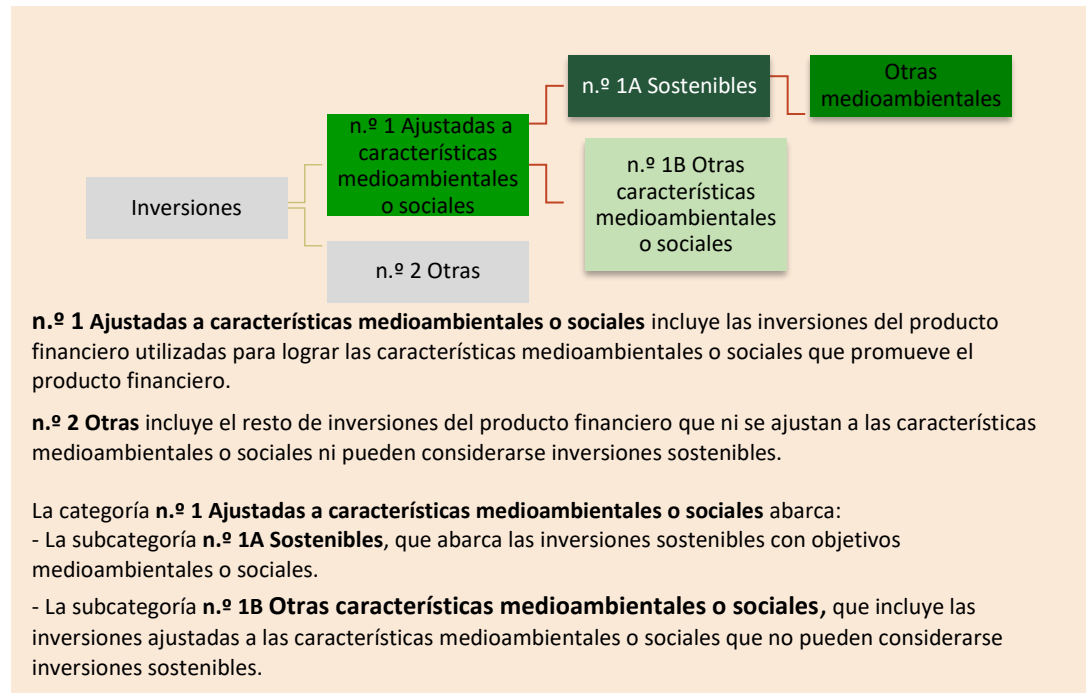 n.º 1A Sostenibles
Otras
medioambientales
n.º 1 Ajustadas a
características
medioambientales
o sociales
n.º 1B Otras
características
medioambientales
o sociales
Inversiones
n.º 2 Otras
n.º 1 Ajustadas a características medioambientales o sociales incluye las inversiones del producto
financiero utilizadas para lograr las características medioambientales o sociales que promueve el
producto financiero.
n.º 2 Otras incluye el resto de inversiones del producto financiero que ni se ajustan a las características
medioambientales o sociales ni pueden considerarse inversiones sostenibles.
La categoría n.º 1 Ajustadas a características medioambientales o sociales abarca:
- La subcategoría n.º 1A Sostenibles, que abarca las inversiones sostenibles con objetivos
medioambientales o sociales.
- La subcategoría n.º 1B Otras características medioambientales o sociales, que incluye las
inversiones ajustadas a las características medioambientales o sociales que no pueden considerarse
inversiones sostenibles.